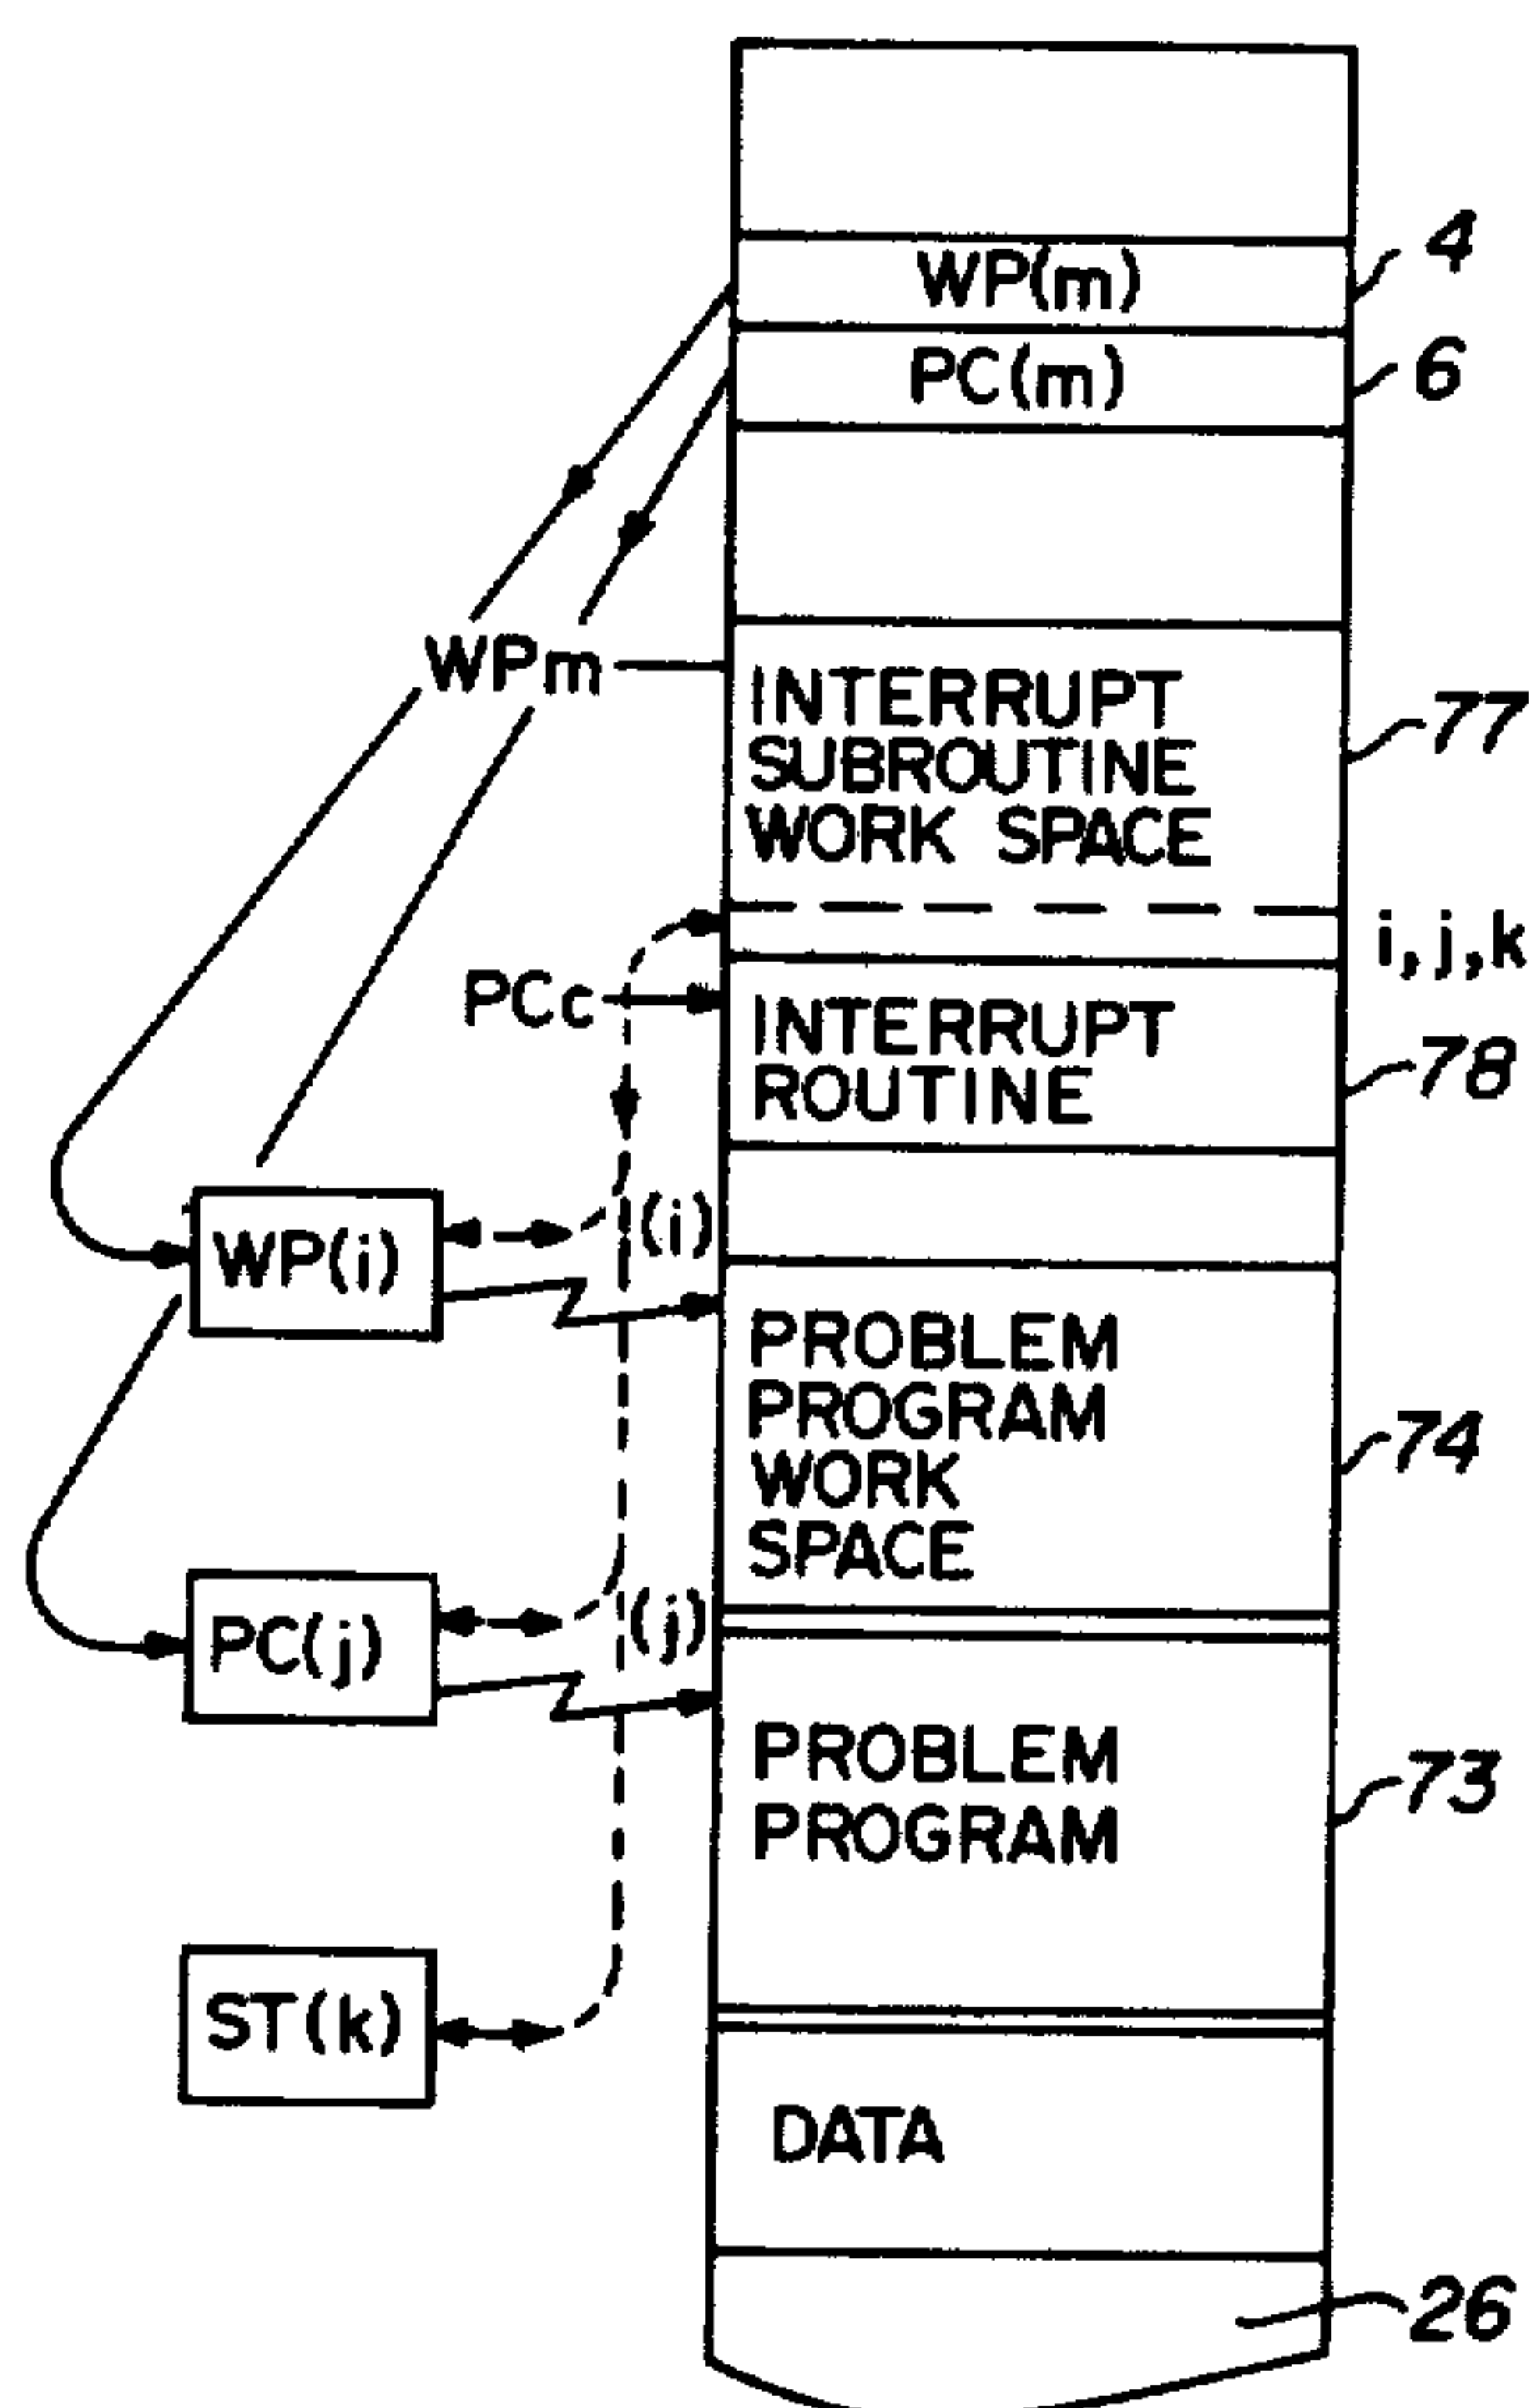 4
WP(m)
6
PC(m)
WPm
INTERRUPT
SUBROUTINE
WORK SPACE
77
i,j,k
PCc
INTERRUPT
ROUTINE
78
WP(i)
(i)
PROBLEM
PROGRAM
WORK
SPACE
74
PC(j)
(j)
PROBLEM
PROGRAM
73
ST(k)
DATA
26